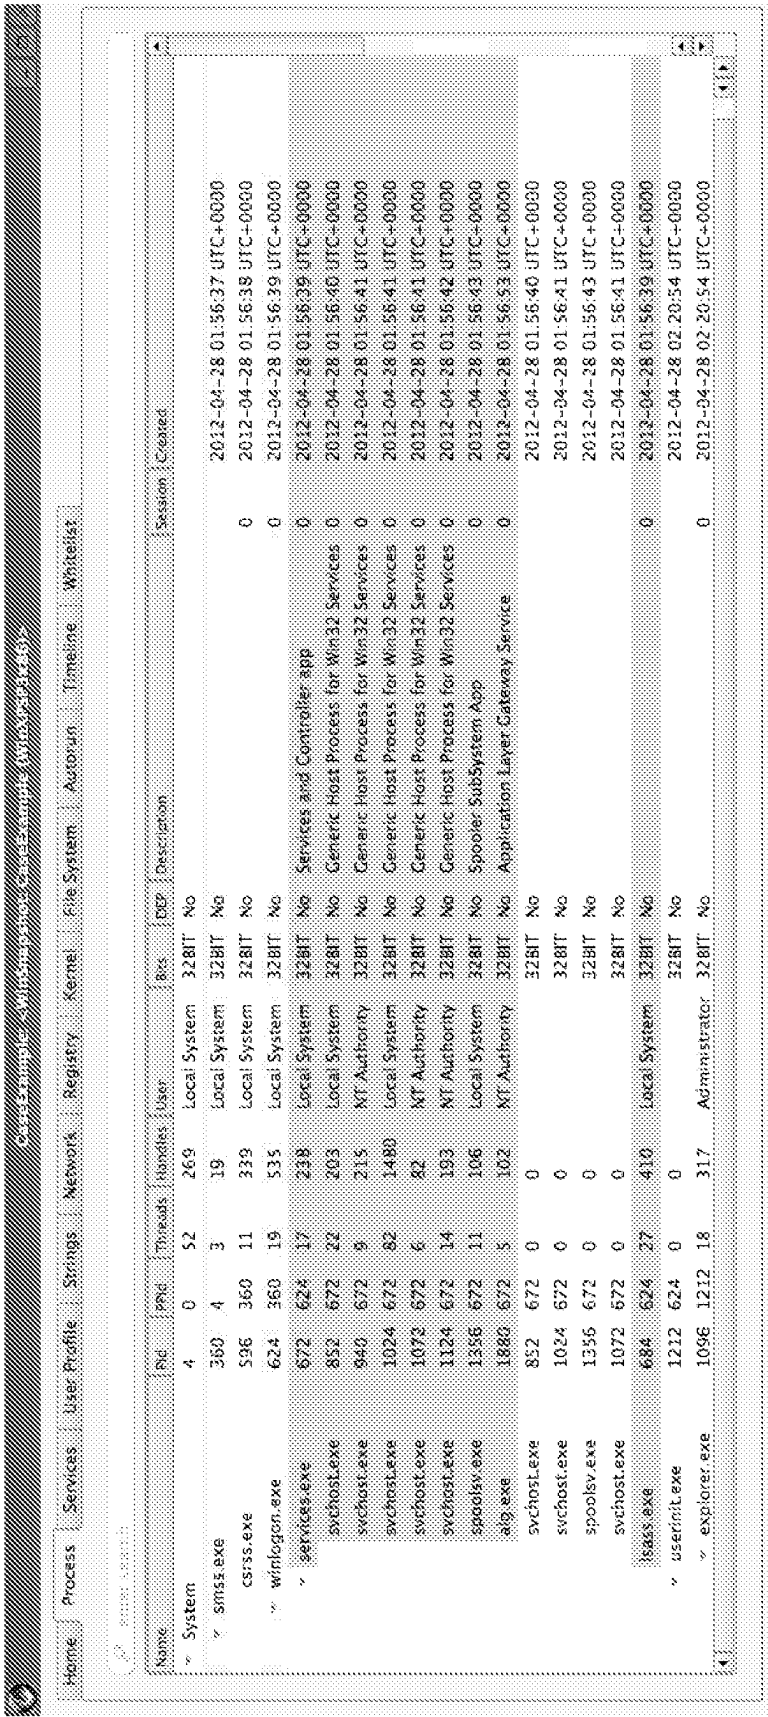 Home Process Services User Profile Strings Network Registry Kernel File System Autorun Timeline Whitelist
Name Pid PPid Threads Handles User Bits DEP Description Session Created
System 4 0 52 269 Local System 32BIT No
smss.exe 360 4 3 19 Local System 32BIT No 2012-04-28 01:56:37 UTC+0000
csrss.exe 596 360 11 339 Local System 32BIT No 0 2012-04-28 01:56:38 UTC+0000
winlogon.exe 624 360 19 535 Local System 32BIT No 0 2012-04-28 01:56:39 UTC+0000
services.exe 672 624 17 238 Local System 32BIT No Services and Controller app 0 2012-04-28 01:56:39 UTC+0000
svchost.exe 852 672 22 203 Local System 32BIT No Generic Host Process for Win32 Services 0 2012-04-28 01:56:40 UTC+0000
svchost.exe 940 672 9 215 NT Authority 32BIT No Generic Host Process for Win32 Services 0 2012-04-28 01:56:41 UTC+0000
svchost.exe 1024 672 82 1480 Local System 32BIT No Generic Host Process for Win32 Services 0 2012-04-28 01:56:41 UTC+0000
svchost.exe 1072 672 6 82 NT Authority 32BIT No Generic Host Process for Win32 Services 0 2012-04-28 01:56:41 UTC+0000
svchost.exe 1124 672 14 193 NT Authority 32BIT No Generic Host Process for Win32 Services 0 2012-04-28 01:56:42 UTC+0000
spoolsv.exe 1356 672 11 106 Local System 32BIT No Spooler SubSystem App 0 2012-04-28 01:56:43 UTC+0000
alg.exe 1880 672 5 102 NT Authority 32BIT No Application Layer Gateway Service 0 2012-04-28 01:56:53 UTC+0000
svchost.exe 852 672 0 0 32BIT No 2012-04-28 01:56:40 UTC+0000
svchost.exe 1024 672 0 0 32BIT No 2012-04-28 01:56:41 UTC+0000
spoolsv.exe 1356 672 0 0 32BIT No 2012-04-28 01:56:43 UTC+0000
svchost.exe 1072 672 0 0 32BIT No 2012-04-28 01:56:41 UTC+0000
lsass.exe 684 624 27 410 Local System 32BIT No 0 2012-04-28 01:56:39 UTC+0000
userinit.exe 1212 624 0 0 32BIT No 2012-04-28 02:20:54 UTC+0000
explorer.exe 1096 1212 18 317 Administrator 32BIT No 0 2012-04-28 02:20:54 UTC+0000